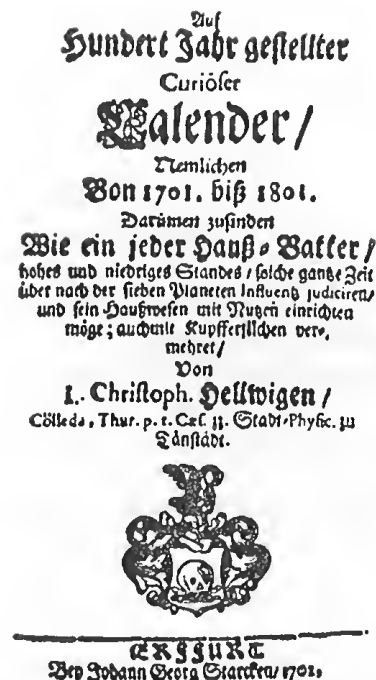 Auf
Hundert Jahr gestellter
Curiöser
Calender/
Nemlichen
Von 1701. biß 1801.
Darinnen zufinden
Wie ein jeder Hauß-Vatter/
hohes und niedriges Standes/solche gantze Zeit
über nach der sieben Planeten Influentz judiciren/
und sein Haußwesen mit Nutzen einrichten
möge; auch mit Kupfferstichen ver-
mehret/
Von
L. Christoph. Hellwigen/
Cölleda, Thur. p. t. Cæs. Stadt-Physic. zu
Tänstädt.
ERFFURT
Bey Johann Georg Starcken/1701.